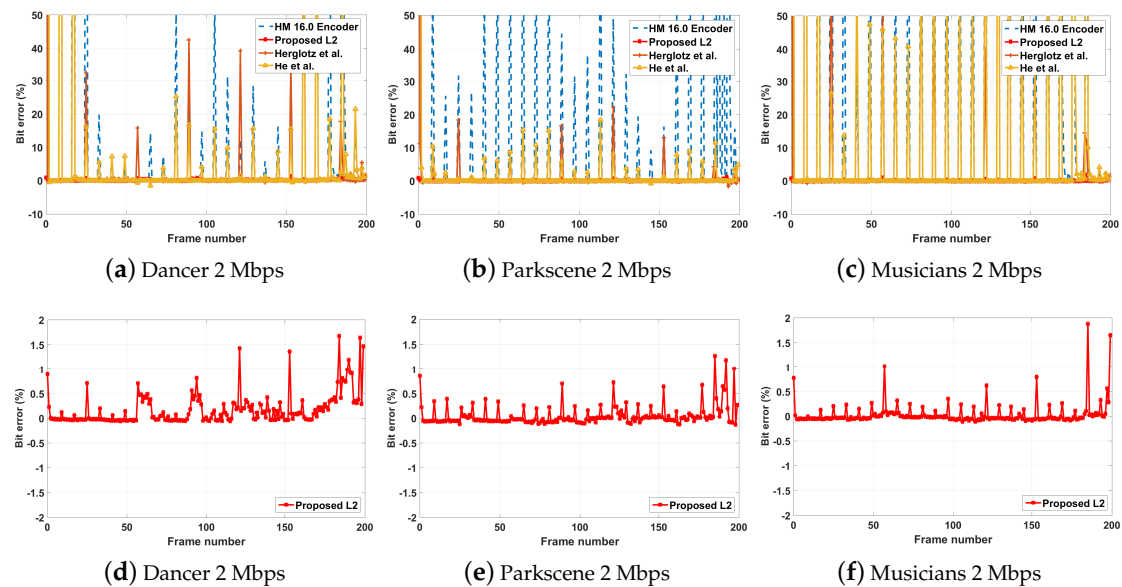 50
40
30
20
10
0
-10
Bit error (%)
0 50 100 150 200
Frame number
HM 16.0 Encoder
Proposed L2
Herglotz et al.
He et al.
(a) Dancer 2 Mbps
50
40
30
20
10
0
-10
Bit error (%)
0 50 100 150 200
Frame number
HM 16.0 Encoder
Proposed L2
Herglotz et al.
He et al.
(b) Parkscene 2 Mbps
50
40
30
20
10
0
-10
Bit error (%)
0 50 100 150 200
Frame number
HM 16.0 Encoder
Proposed L2
Herglotz et al.
He et al.
(c) Musicians 2 Mbps
2
1.5
1
0.5
0
-0.5
-1
-1.5
-2
Bit error (%)
0 50 100 150 200
Frame number
Proposed L2
(d) Dancer 2 Mbps
2
1.5
1
0.5
0
-0.5
-1
-1.5
-2
Bit error (%)
0 50 100 150 200
Frame number
Proposed L2
(e) Parkscene 2 Mbps
2
1.5
1
0.5
0
-0.5
-1
-1.5
-2
Bit error (%)
0 50 100 150 200
Frame number
Proposed L2
(f) Musicians 2 Mbps